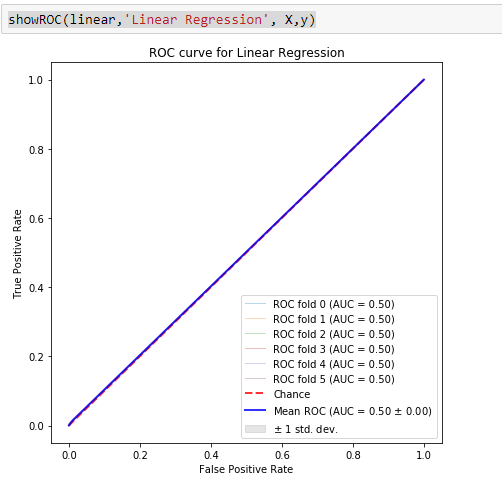 showROC(linear,'Linear Regression', X,y)
ROC curve for Linear Regression
1.0
0.8
0.6
0.4
0.2
0.0
True Positive Rate
ROC fold 0 (AUC = 0.50)
ROC fold 1 (AUC = 0.50)
ROC fold 2 (AUC = 0.50)
ROC fold 3 (AUC = 0.50)
ROC fold 4 (AUC = 0.50)
ROC fold 5 (AUC = 0.50)
Chance
Mean ROC (AUC = 0.50 ± 0.00)
± 1 std. dev.
0.0 0.2 0.4 0.6 0.8 1.0
False Positive Rate